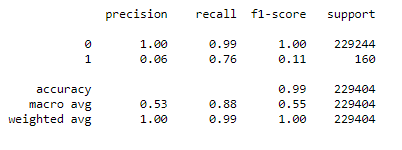 precision recall f1-score support
0 1.00 0.99 1.00 229244
1 0.06 0.76 0.11 160
accuracy 0.99 229404
macro avg 0.53 0.88 0.55 229404
weighted avg 1.00 0.99 1.00 229404